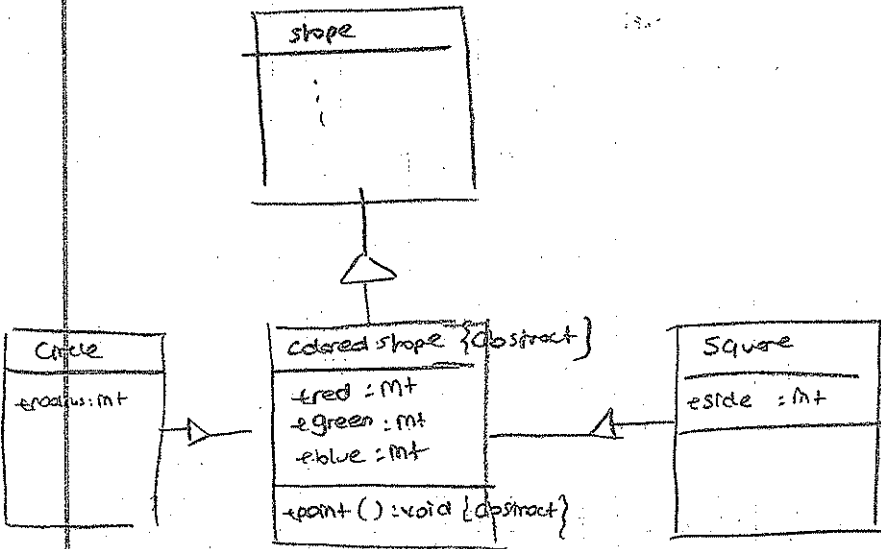 shape
Circle
+radius:int
colored shape {abstract}
+red : int
+green : int
+blue : int
+paint () : void {abstract}
Square
+side : int